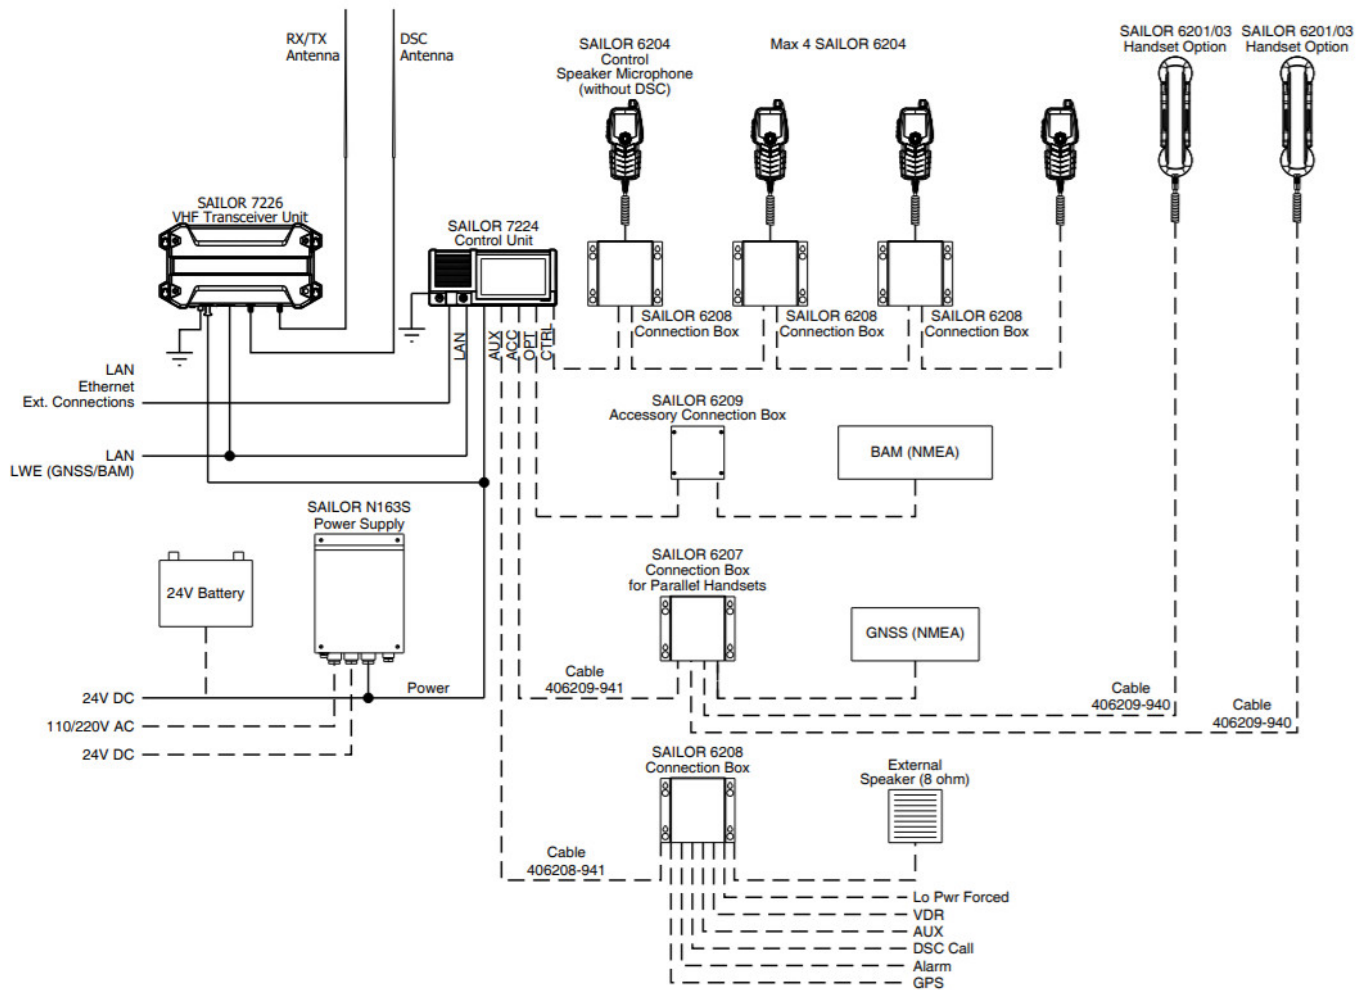 RX/TX
Antenna
DSC
Antenna
SAILOR 6204
Control
Speaker Microphone
(without DSC)
Max 4 SAILOR 6204
SAILOR 6201/03
Handset Option
SAILOR 6201/03
Handset Option
SAILOR 7226
VHF Transceiver Unit
SAILOR 7224
Control Unit
LAN
AUX
ACC
OPT
CTRL
SAILOR 6208
Connection Box
SAILOR 6208
Connection Box
SAILOR 6208
Connection Box
LAN
Ethernet
Ext. Connections
LAN
LWE (GNSS/BAM)
SAILOR 6209
Accessory Connection Box
BAM (NMEA)
SAILOR N163S
Power Supply
24V Battery
SAILOR 6207
Connection Box
for Parallel Handsets
GNSS (NMEA)
Cable
406209-941
Cable
406209-940
Cable
406209-940
Power
24V DC
110/220V AC
24V DC
SAILOR 6208
Connection Box
External
Speaker (8 ohm)
Cable
406208-941
Lo Pwr Forced
VDR
AUX
DSC Call
Alarm
GPS